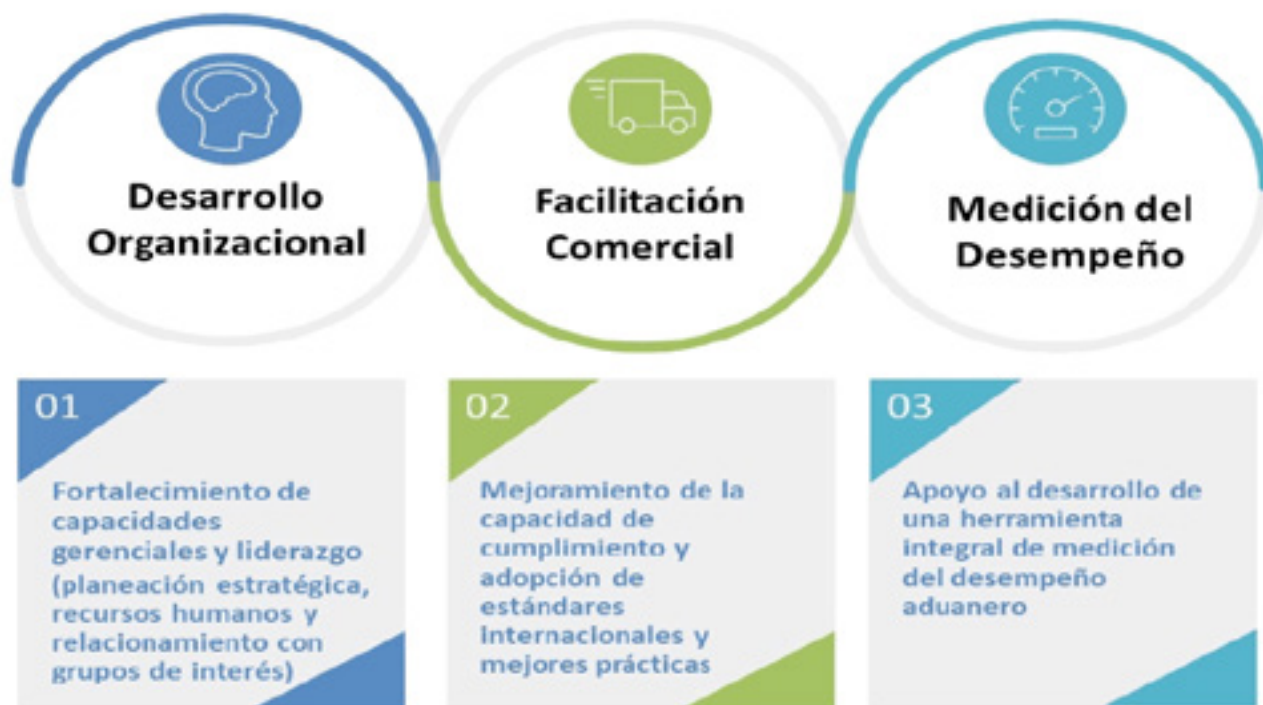 Desarrollo
Organizacional
Facilitación
Comercial
Medición del
Desempeño
01
Fortalecimiento de
capacidades
gerenciales y liderazgo
(planeación estratégica,
recursos humanos y
relacionamiento con
grupos de interés)
02
Mejoramiento de la
capacidad de
cumplimiento y
adopción de
estándares
internacionales y
mejores prácticas
03
Apoyo al desarrollo de
una herramienta
integral de medición
del desempeño
aduanero